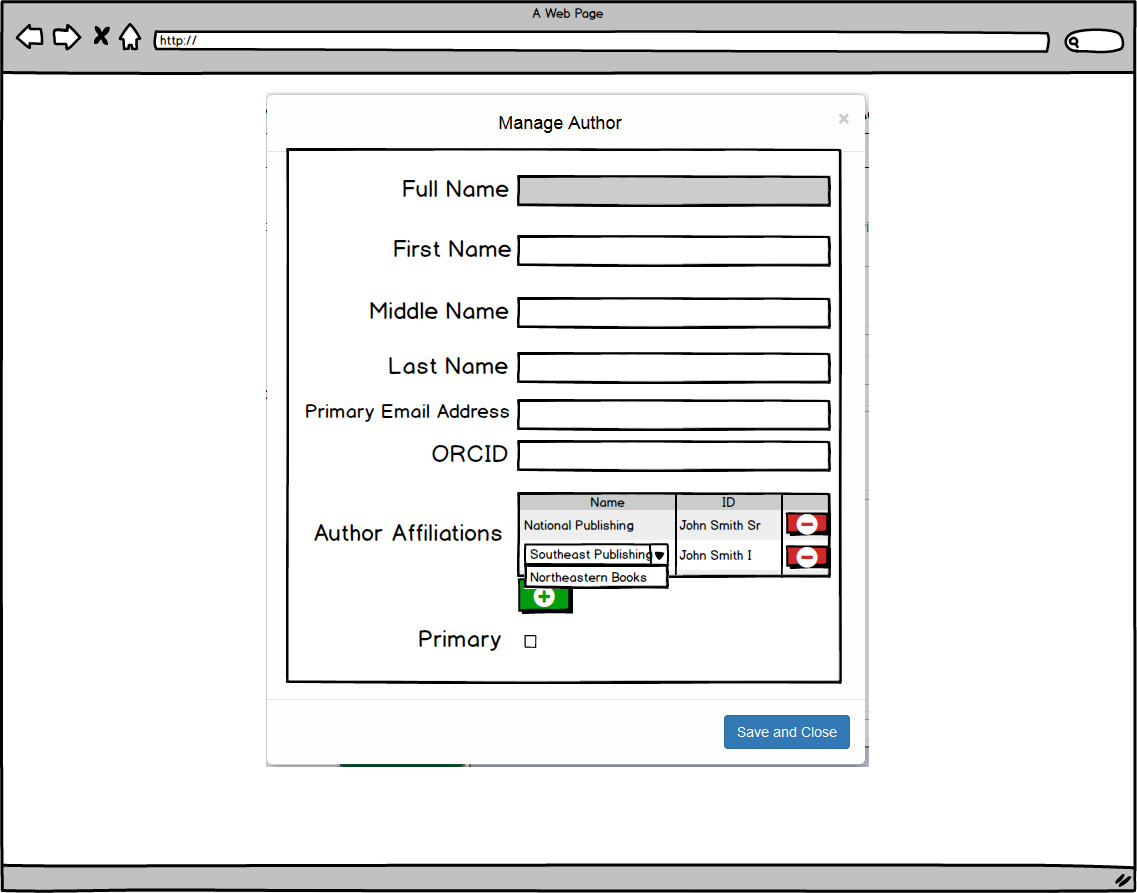 A Web Page
http://
Manage Author
×
Full Name
First Name
Middle Name
Last Name
Primary Email Address
ORCID
Name ID
Author Affiliations
National Publishing John Smith Sr
Southeast Publishing John Smith I
Northeastern Books
Primary
Save and Close